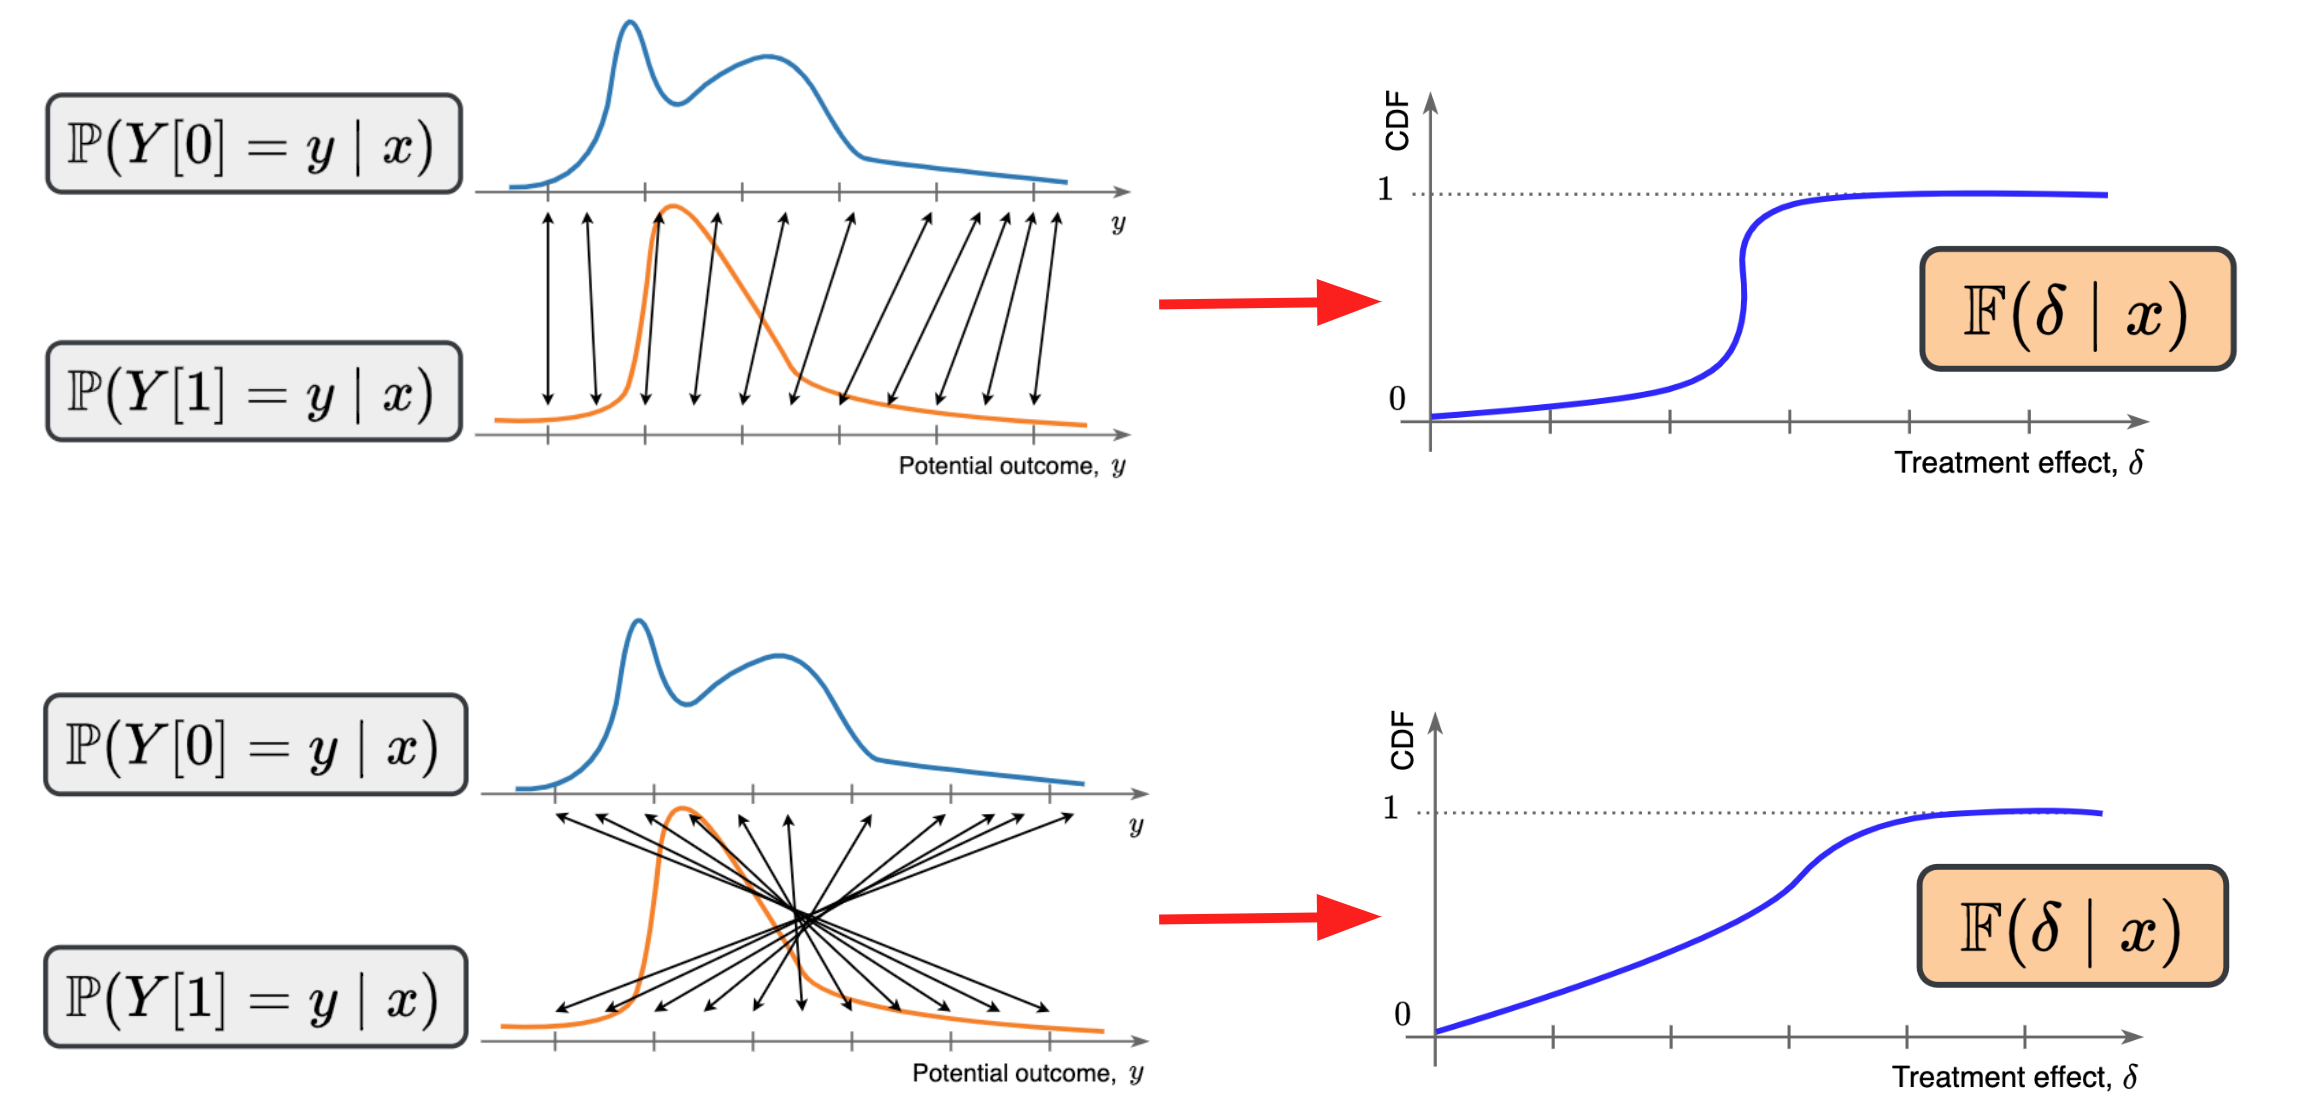 ℙ(Y[0] = y | x)
y
ℙ(Y[1] = y | x)
Potential outcome, y
CDF
1
0
𝔽(δ | x)
Treatment effect, δ
ℙ(Y[0] = y | x)
y
ℙ(Y[1] = y | x)
Potential outcome, y
CDF
1
0
𝔽(δ | x)
Treatment effect, δ